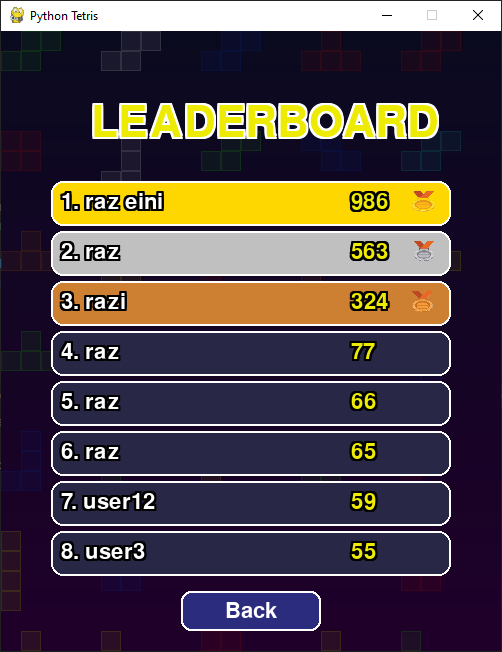 Python Tetris
LEADERBOARD
1. raz eini 986
2. raz 563
3. razi 324
4. raz 77
5. raz 66
6. raz 65
7. user12 59
8. user3 55
Back